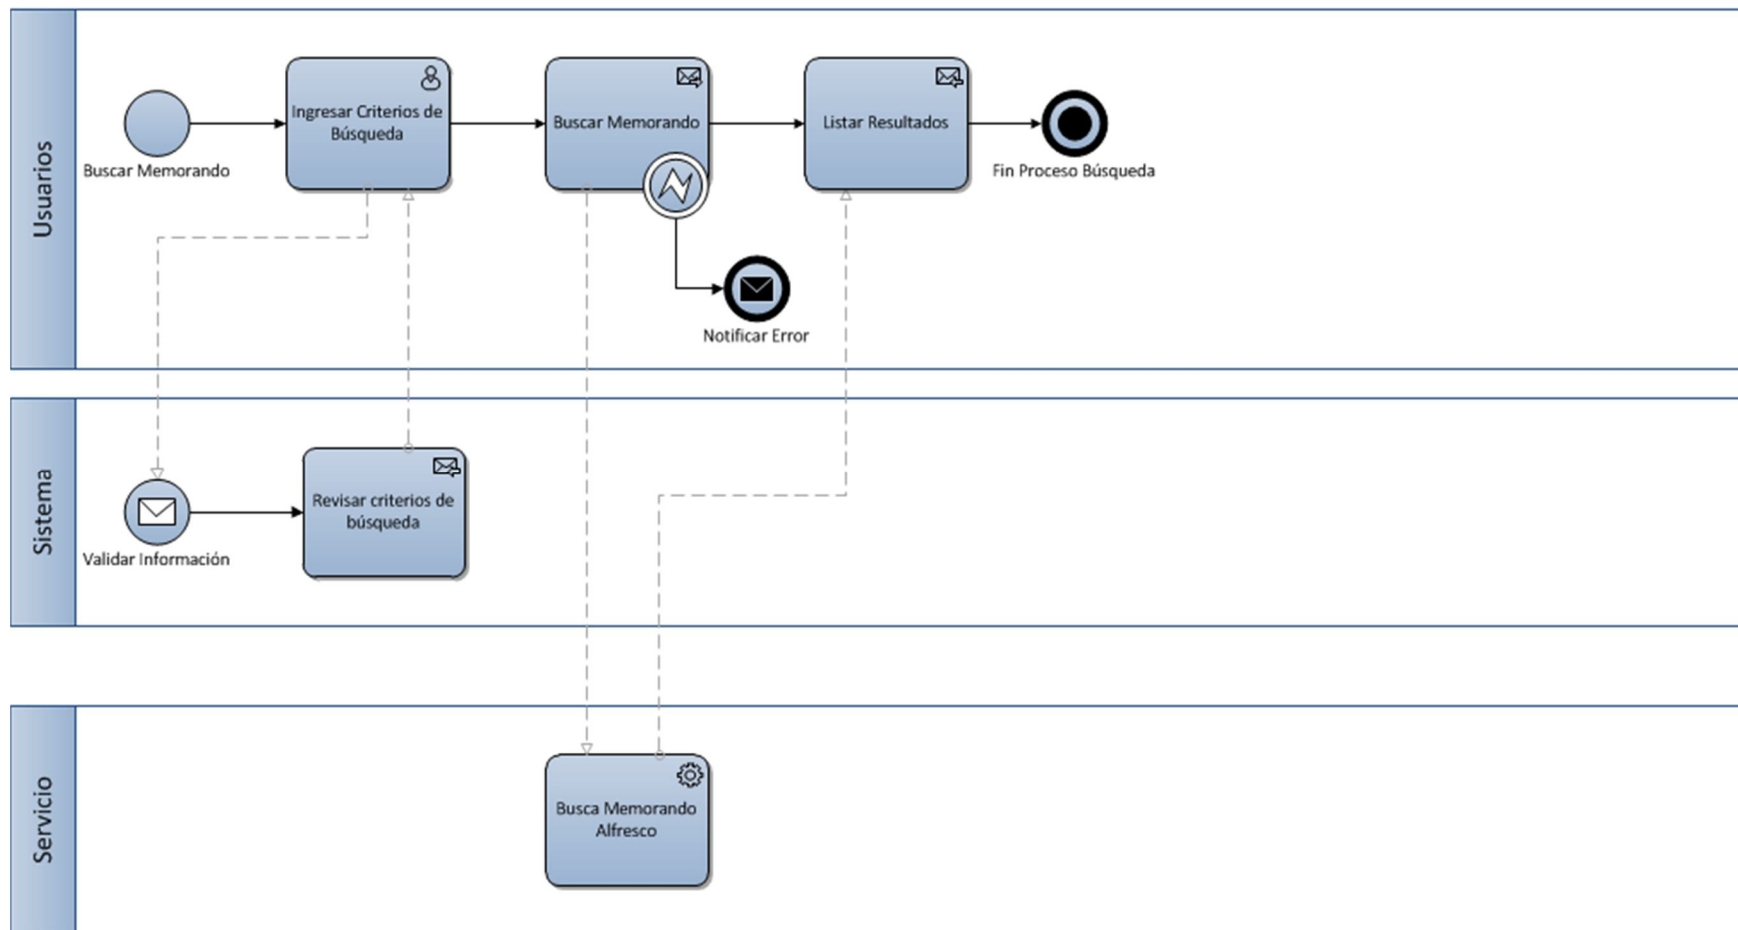 Usuarios
Buscar Memorando
Ingresar Criterios de
Búsqueda
Buscar Memorando
Listar Resultados
Fin Proceso Búsqueda
Notificar Error
Sistema
Validar Información
Revisar criterios de
búsqueda
Servicio
Busca Memorando
Alfresco